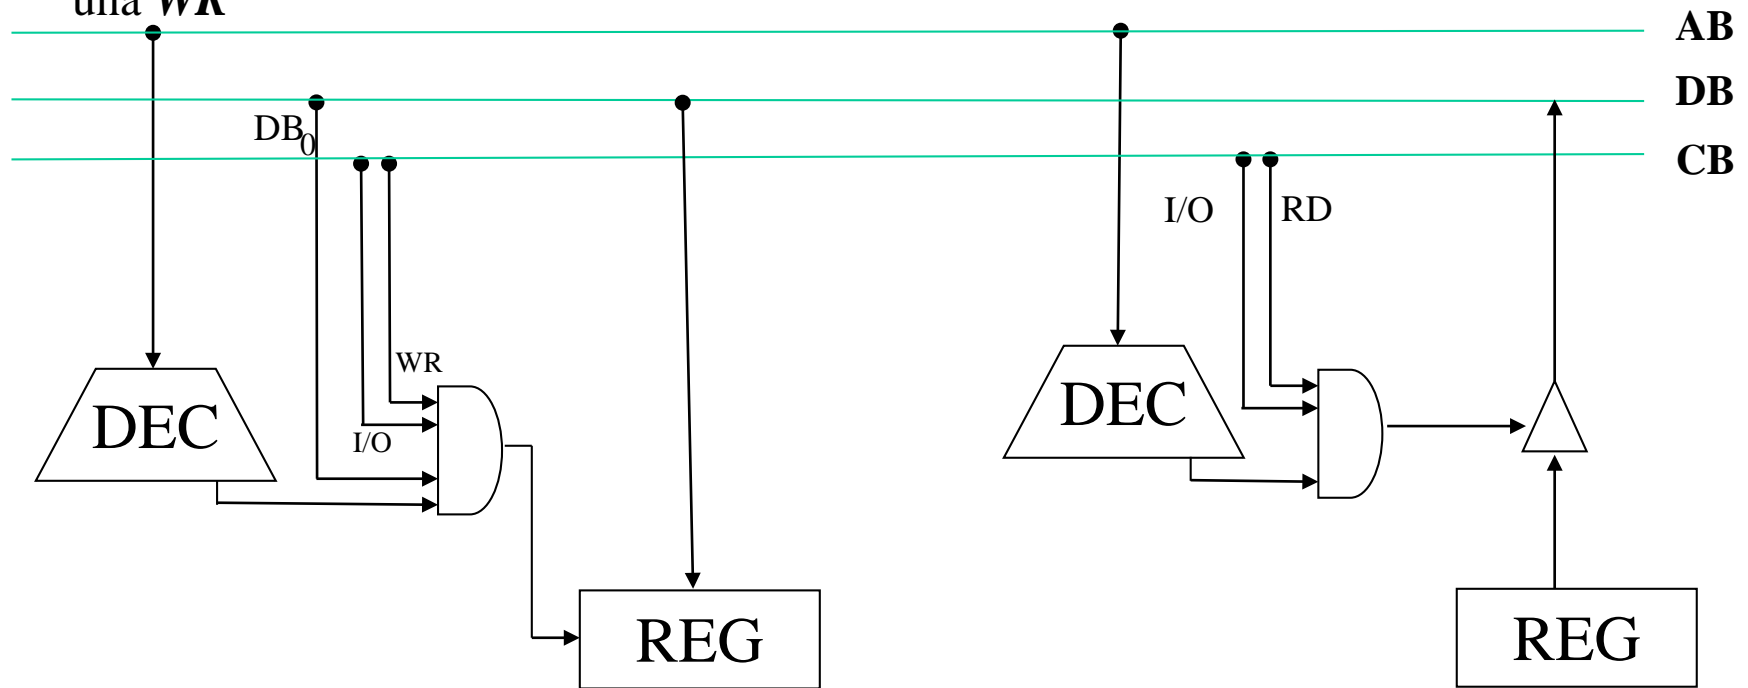 una WR
AB
DB
DB0
CB
I/O RD
WR
DEC
DEC
I/O
REG
REG